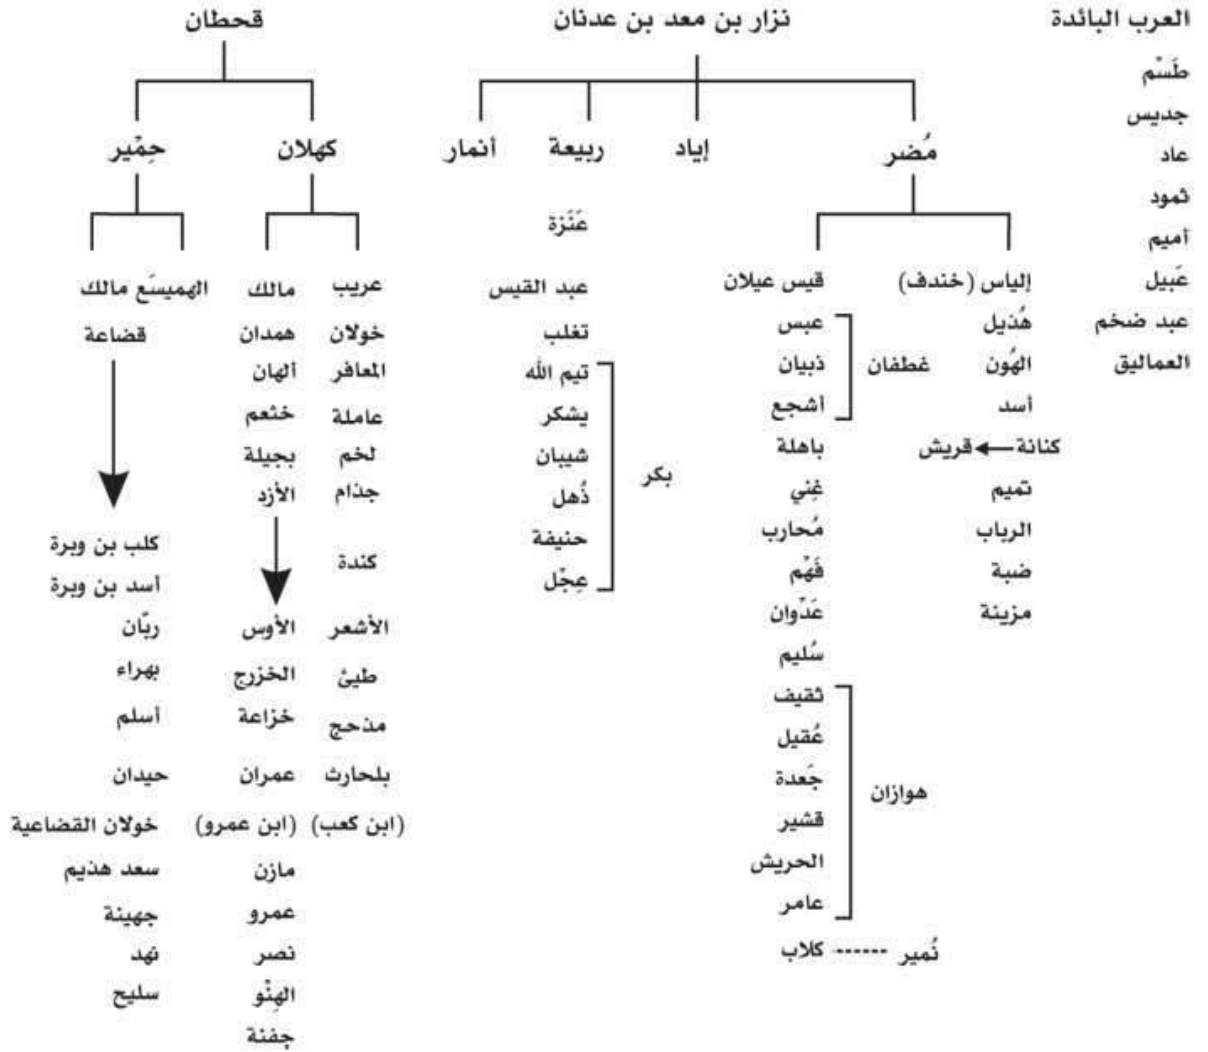 العرب البائدة
طَسْم
جديس
عاد
ثمود
أميم
عَبيل
عبد ضخم
العماليق
نزار بن معد بن عدنان
مُضر
إياد
ربيعة
أنمار
إلياس (خندف)
هُذيل
الهُون
أسد
كنانة
قريش
تميم
الرباب
ضبة
مزينة
قيس عيلان
غطفان
عبس
ذبيان
أشجع
باهلة
غِني
مُحارب
فَهْم
عَدْوان
سُليم
هوازان
ثقيف
عُقيل
جَعدة
قشير
الحريش
عامر
نُمير
كلاب
عَنَزة
عبد القيس
تغلب
بكر
تيم الله
يشكر
شيبان
ذُهل
حنيفة
عِجْل
قحطان
كهلان
حِمْير
عريب
خولان
المعافر
عاملة
لخم
جذام
كندة
الأشعر
طيئ
مذحج
بلحارث
(ابن كعب)
مالك
همدان
ألهان
خثعم
بجيلة
الأزد
الأوس
الخزرج
خزاعة
عمران
(ابن عمرو)
مازن
عمرو
نصر
الهِنْو
جفنة
الهميسَع
مالك
قضاعة
كلب بن وبرة
أسد بن وبرة
ربّان
بهراء
أسلم
حيدان
خولان القضاعية
سعد هذيم
جهينة
نهد
سليح